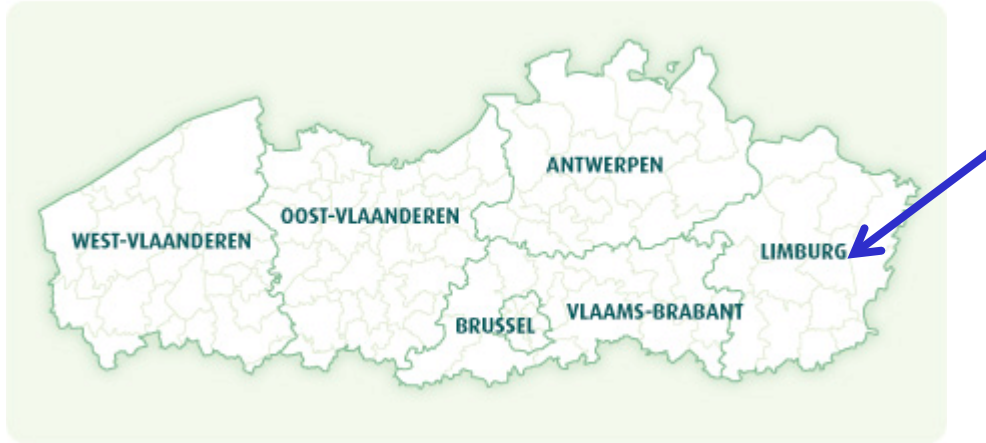 ANTWERPEN
OOST-VLAANDEREN
WEST-VLAANDEREN
LIMBURG
VLAAMS-BRABANT
BRUSSEL